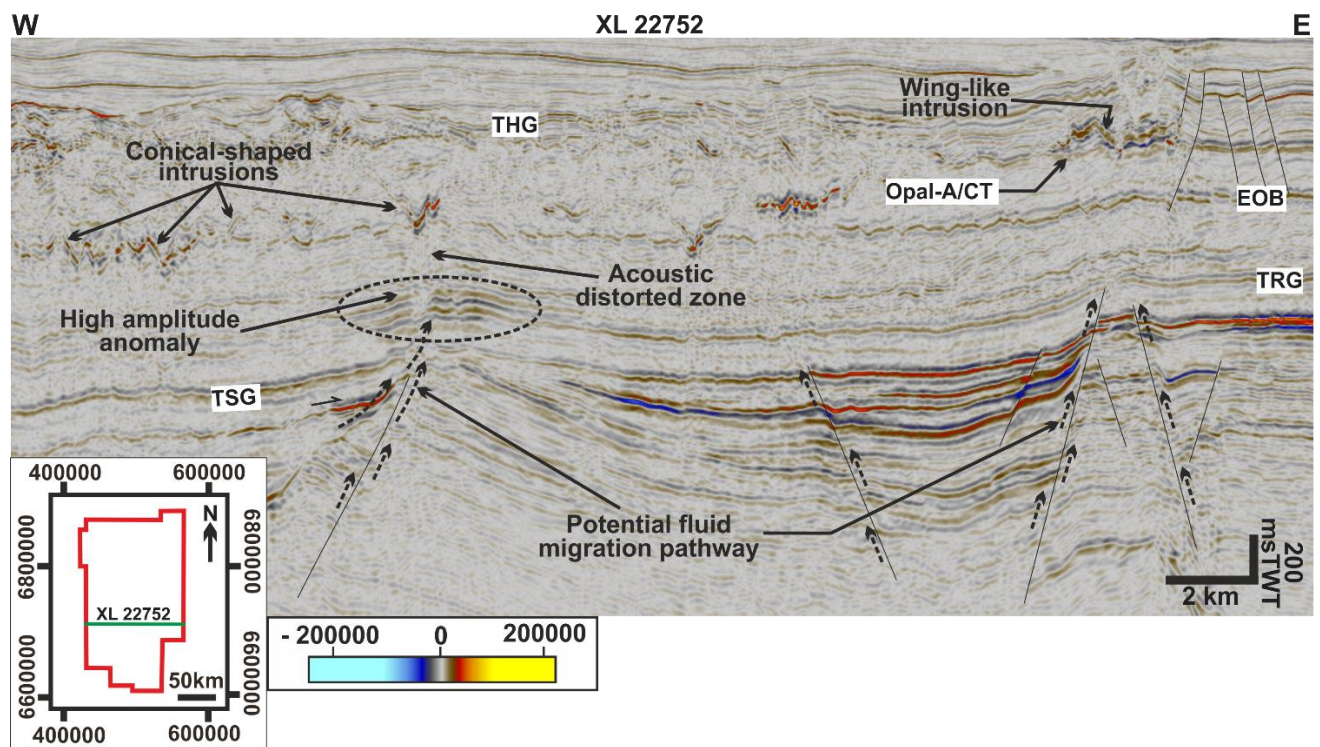 W
XL 22752
E
Wing-like
intrusion
THG
Conical-shaped
intrusions
Opal-A/CT
EOB
Acoustic
distorted zone
TRG
High amplitude
anomaly
TSG
Potential fluid
migration pathway
200
msTWT
2 km
400000
600000
N
6800000
6800000
XL 22752
6600000
6600000
50km
400000
600000
- 200000
0
200000